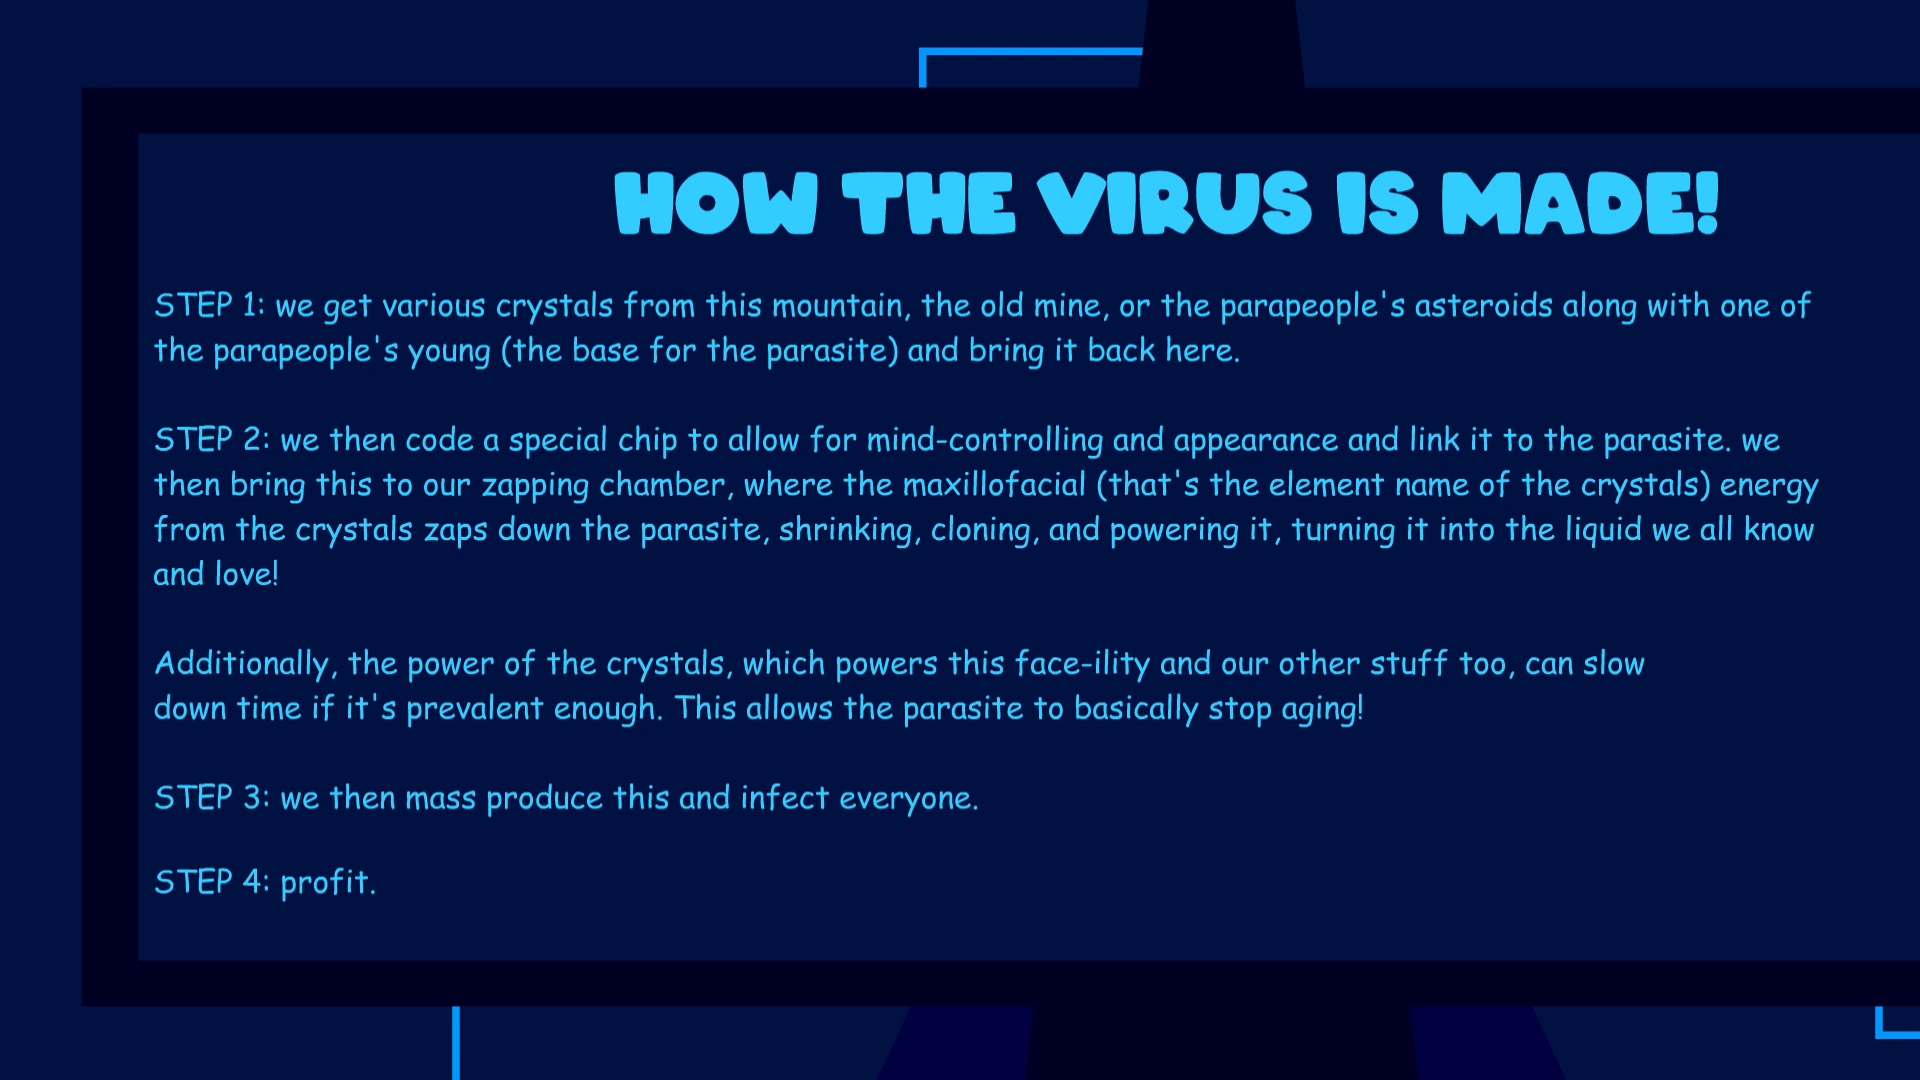 HOW THE VIRUS IS MADE!
STEP 1: we get various crystals from this mountain, the old mine, or the parapeople's asteroids along with one of
the parapeople's young (the base for the parasite) and bring it back here.
STEP 2: we then code a special chip to allow for mind-controlling and appearance and link it to the parasite. we
then bring this to our zapping chamber, where the maxillofacial (that's the element name of the crystals) energy
from the crystals zaps down the parasite, shrinking, cloning, and powering it, turning it into the liquid we all know
and love!
Additionally, the power of the crystals, which powers this face-ility and our other stuff too, can slow
down time if it's prevalent enough. This allows the parasite to basically stop aging!
STEP 3: we then mass produce this and infect everyone.
STEP 4: profit.